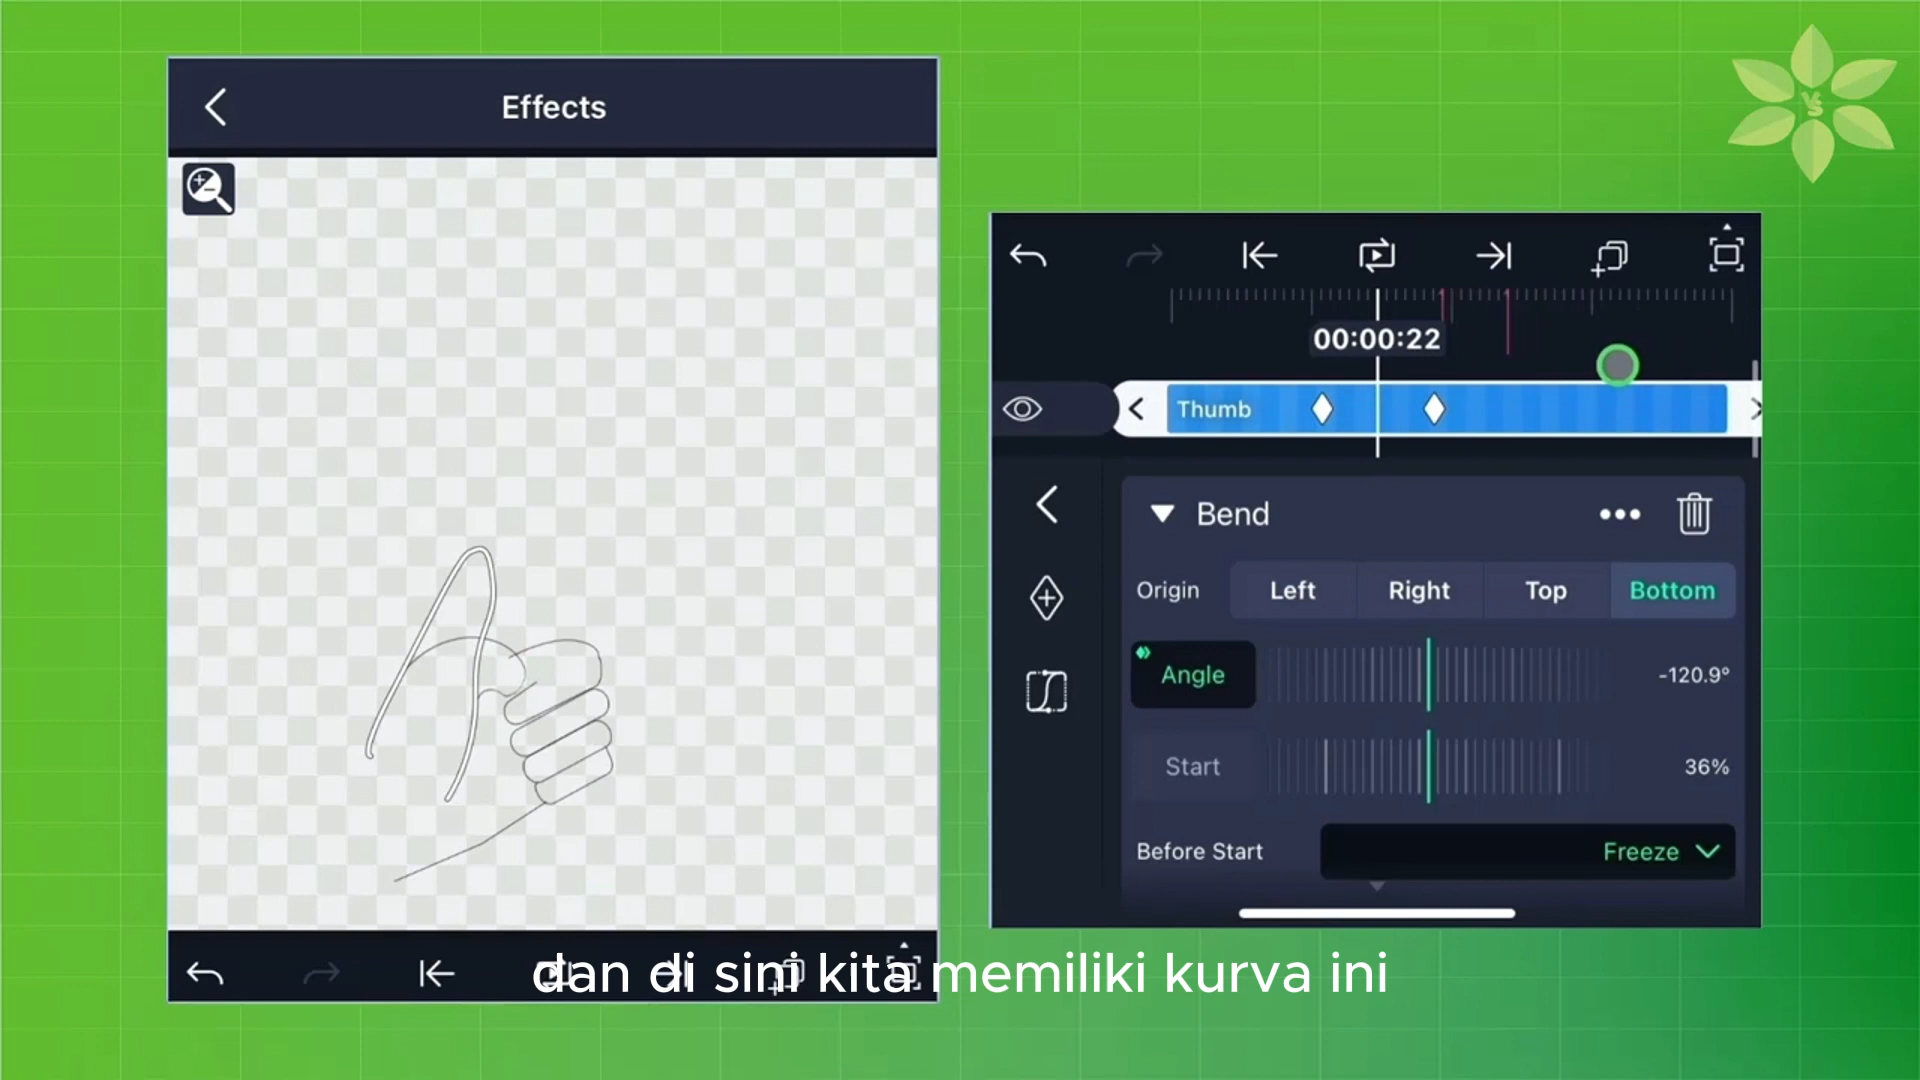 Effects
VS
00:00:22
Thumb
Bend
Origin Left Right Top Bottom
Angle -120.9°
Start 36%
Before Start Freeze
dan di sini kita memiliki kurva ini